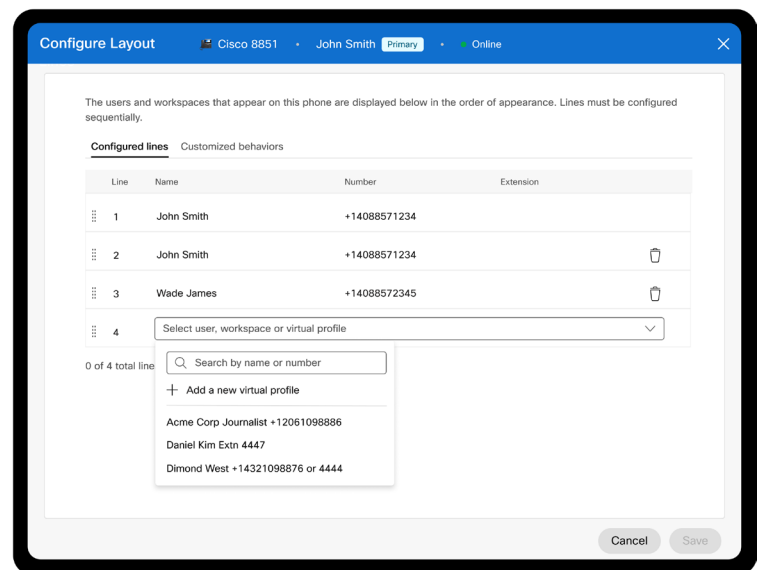 Configure Layout Cisco 8851 • John Smith Primary • Online
The users and workspaces that appear on this phone are displayed below in the order of appearance. Lines must be configured
sequentially.
Configured lines Customized behaviors
Line Name Number Extension
1 John Smith +14088571234
2 John Smith +14088571234
3 Wade James +14088572345
4 Select user, workspace or virtual profile
0 of 4 total line
Search by name or number
Add a new virtual profile
Acme Corp Journalist +12061098886
Daniel Kim Extn 4447
Dimond West +14321098876 or 4444
Cancel Save